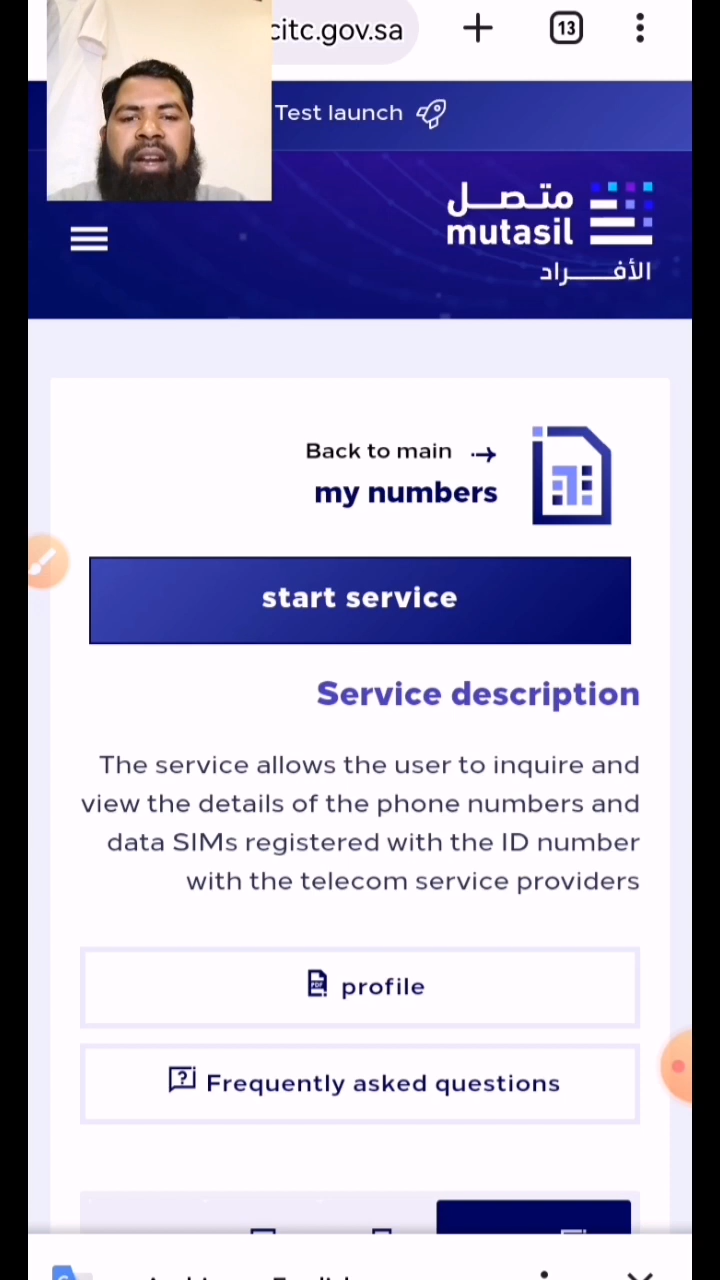 citc.gov.sa
13
Test launch
متصل
mutasil
الأفراد
Back to main
my numbers
start service
Service description
The service allows the user to inquire and
view the details of the phone numbers and
data SIMs registered with the ID number
with the telecom service providers
PDF
profile
?
Frequently asked questions